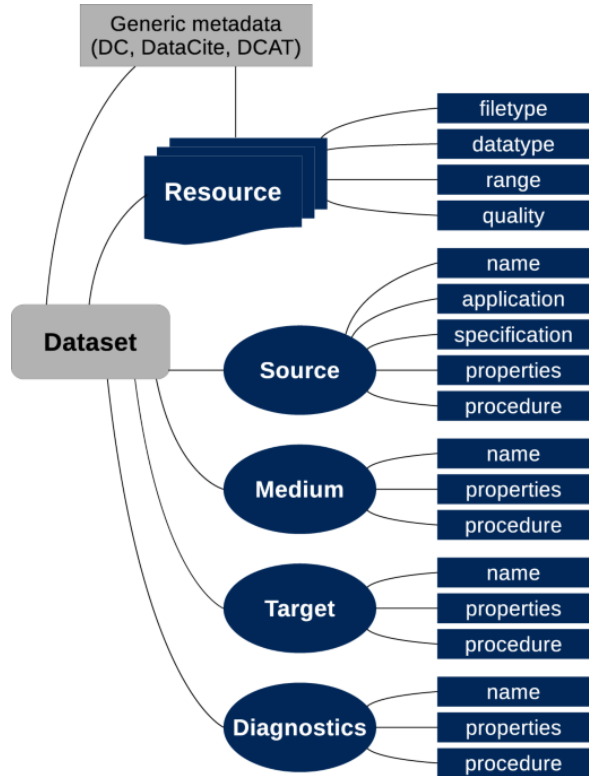 Generic metadata
(DC, DataCite, DCAT)
filetype
datatype
Resource
range
quality
name
application
Dataset
specification
Source
properties
procedure
name
Medium
properties
procedure
name
Target
properties
procedure
name
Diagnostics
properties
procedure